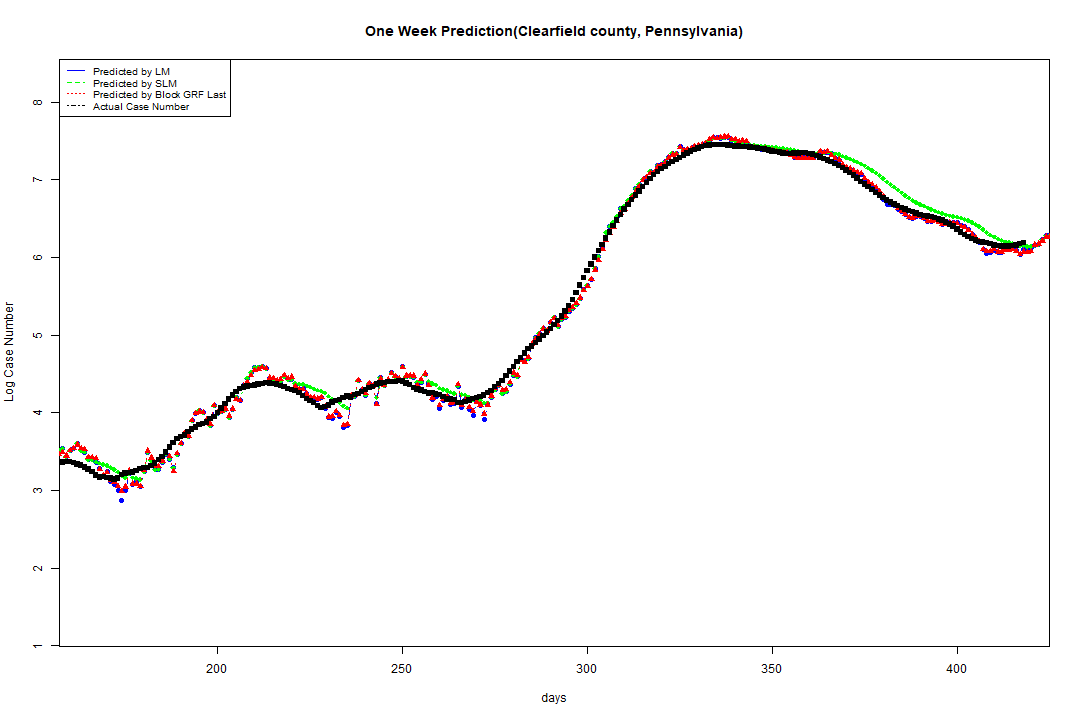 One Week Prediction(Clearfield county, Pennsylvania)
Predicted by LM
Predicted by SLM
Predicted by Block GRF Last
Actual Case Number
Log Case Number
8
7
6
5
4
3
2
1
200 250 300 350 400
days